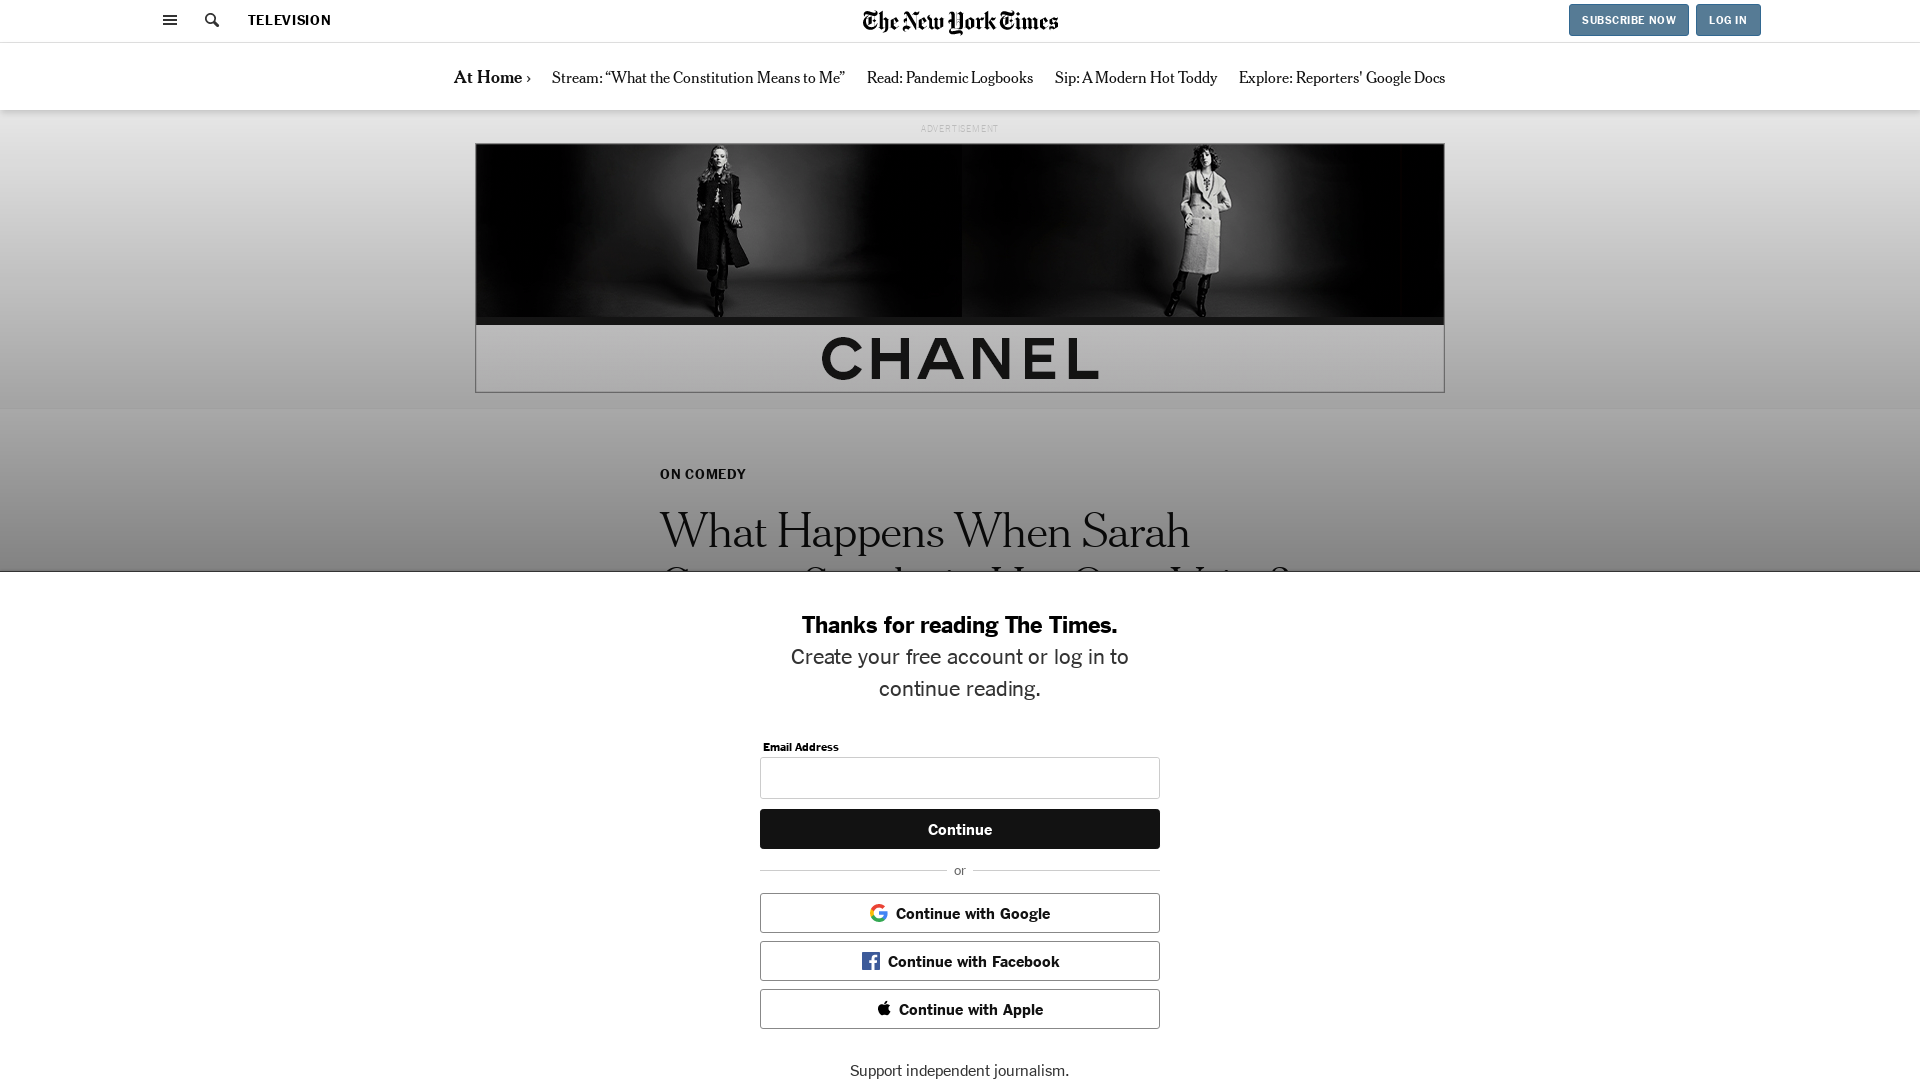 TELEVISION
The New York Times
SUBSCRIBE NOW
LOG IN
At Home ›
Stream: “What the Constitution Means to Me”
Read: Pandemic Logbooks
Sip: A Modern Hot Toddy
Explore: Reporters' Google Docs
ADVERTISEMENT
CHANEL
ON COMEDY
What Happens When Sarah
Thanks for reading The Times.
Create your free account or log in to
continue reading.
Email Address
Continue
or
Continue with Google
Continue with Facebook
Continue with Apple
Support independent journalism.